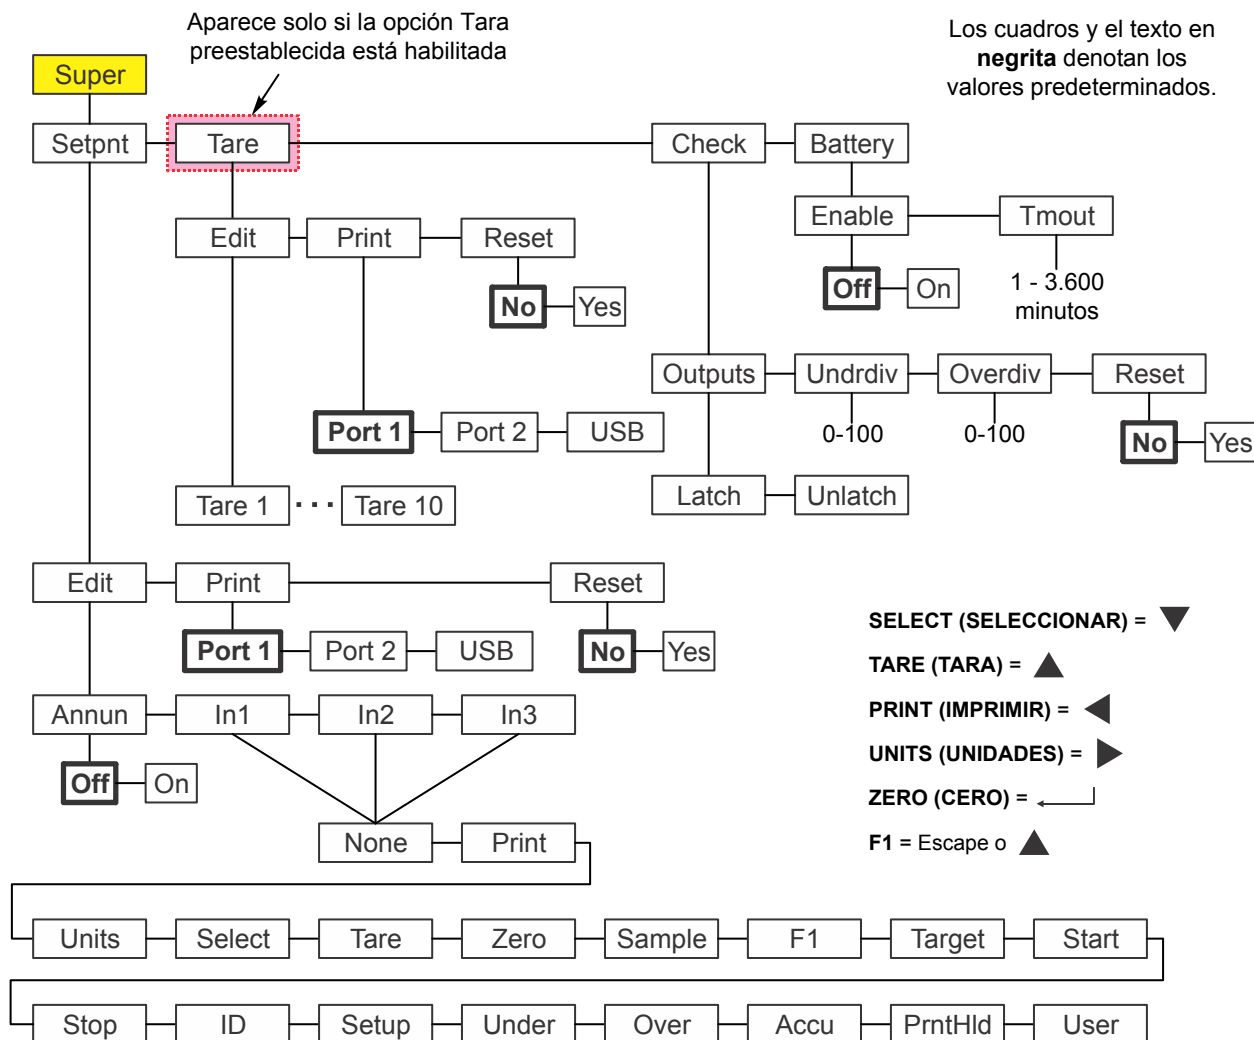 Aparece solo si la opción Tara
preestablecida está habilitada
Los cuadros y el texto en
negrita denotan los
valores predeterminados.
Super
Setpnt Tare Check Battery
Edit Print Reset Enable Tmout
No Yes Off On 1 - 3.600
minutos
Outputs Undrdiv Overdiv Reset
Port 1 Port 2 USB 0-100 0-100 No Yes
Tare 1 ··· Tare 10 Latch Unlatch
Edit Print Reset
Port 1 Port 2 USB No Yes
Annun In1 In2 In3
Off On
None Print
SELECT (SELECCIONAR) = ▼
TARE (TARA) = ▲
PRINT (IMPRIMIR) = ◀
UNITS (UNIDADES) = ▶
ZERO (CERO) = ↵
F1 = Escape o ▲
Units Select Tare Zero Sample F1 Target Start
Stop ID Setup Under Over Accu PrntHld User